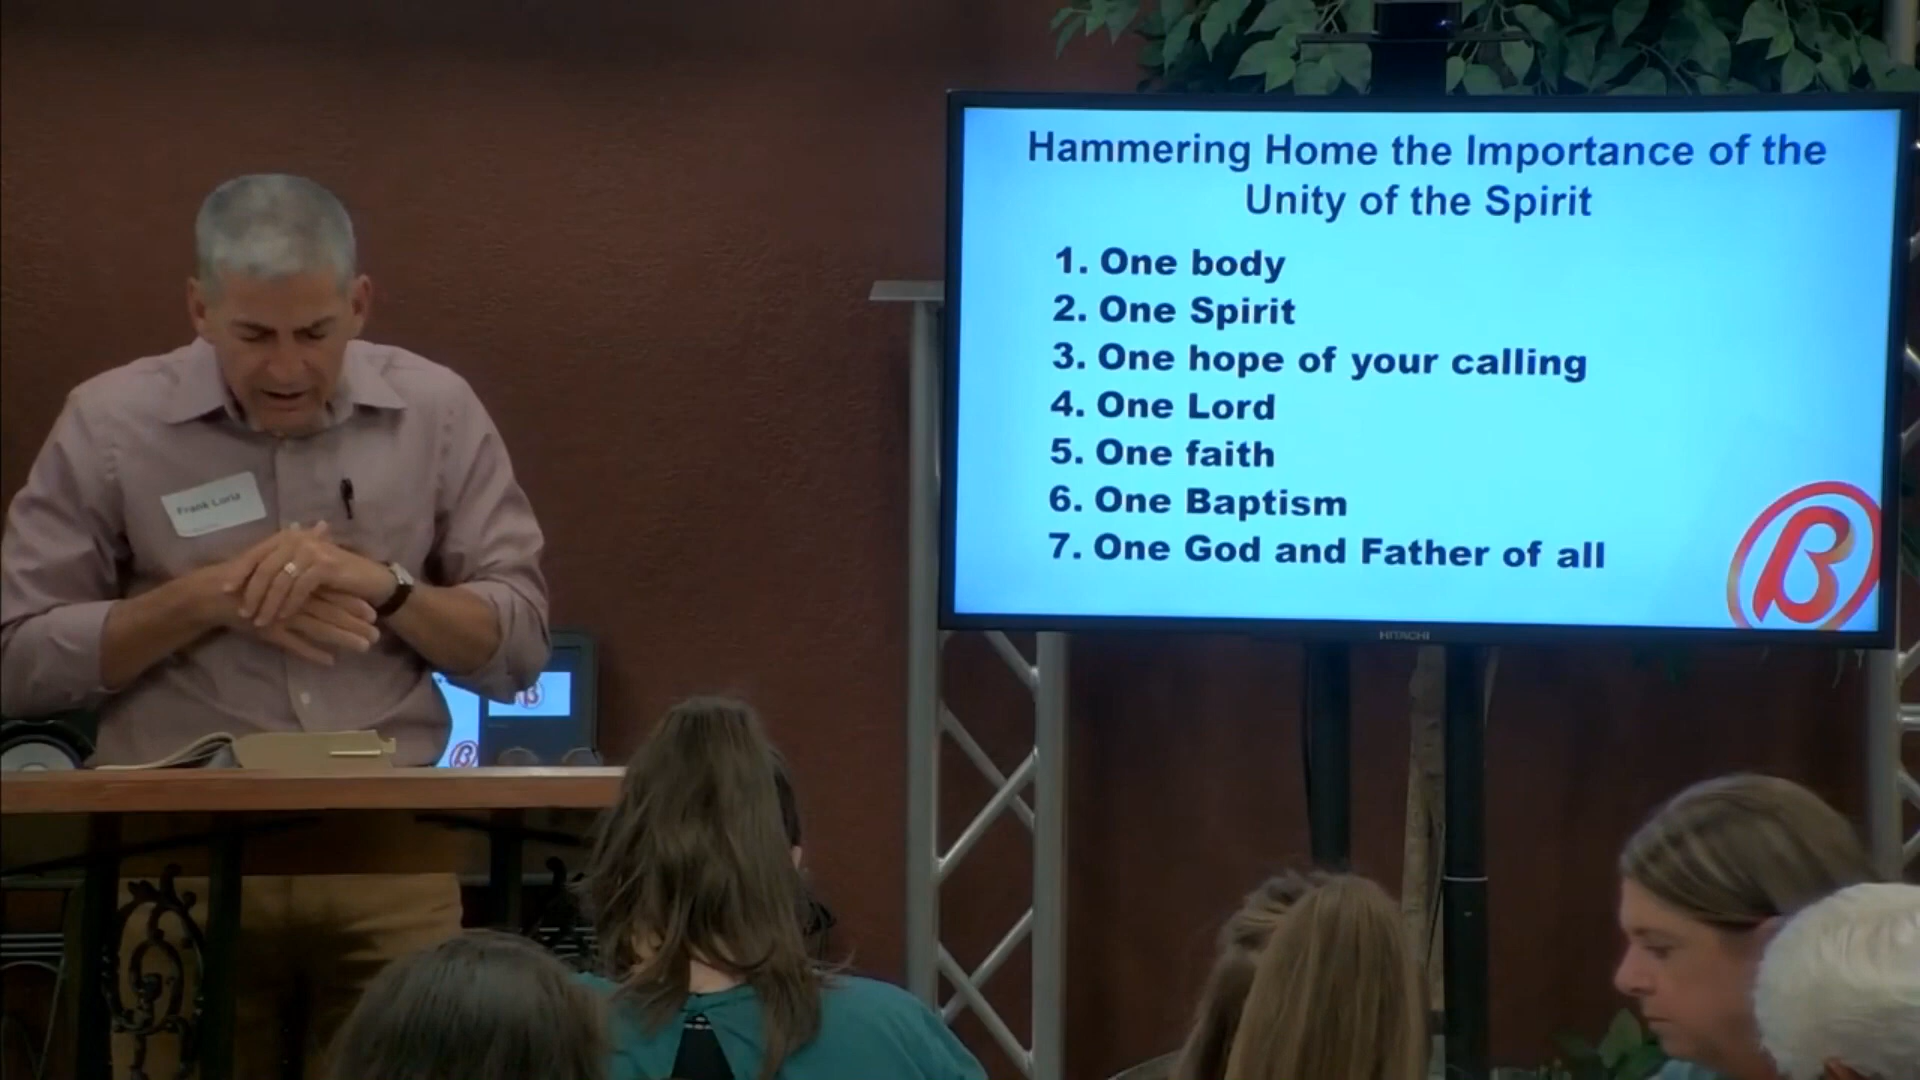 Hammering Home the Importance of the
Unity of the Spirit
1. One body
2. One Spirit
3. One hope of your calling
4. One Lord
5. One faith
6. One Baptism
7. One God and Father of all
HITACHI
Frank Luria